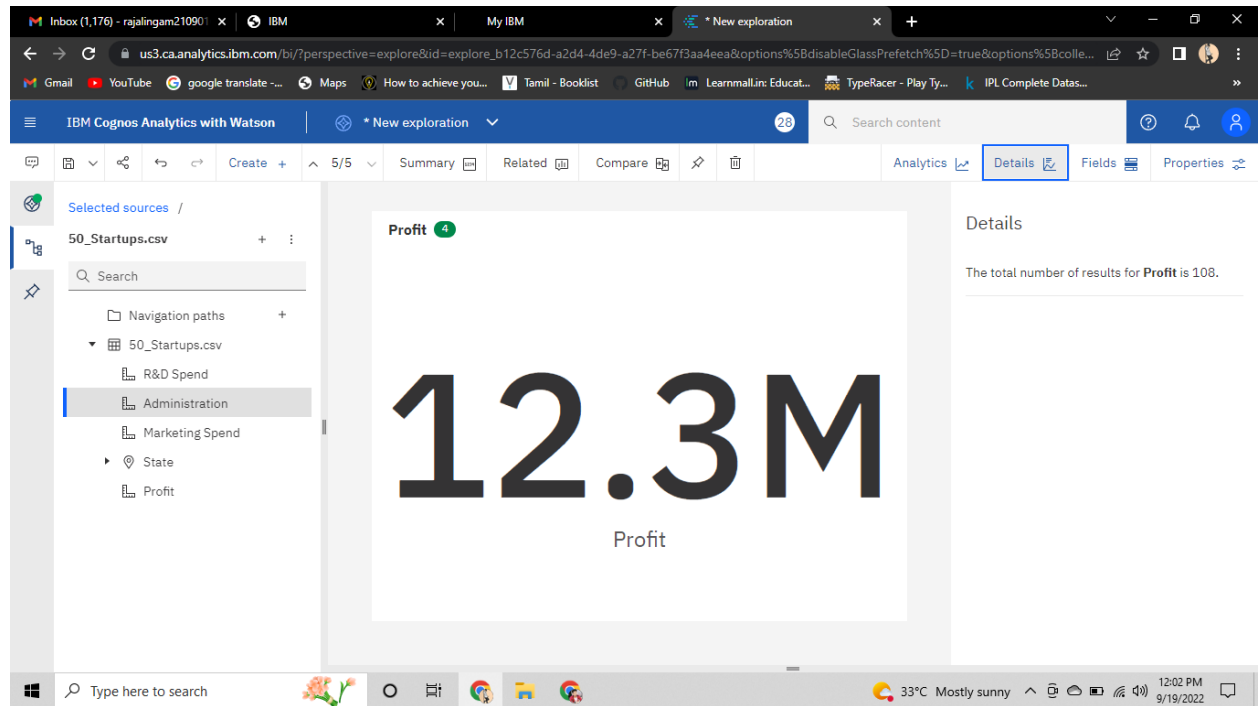 Inbox (1,176) - rajalingam210901 IBM My IBM * New exploration
us3.ca.analytics.ibm.com/bi/?perspective=explore&id=explore_b12c576d-a2d4-4de9-a27f-be67f3aa4eea&options%5BdisableGlassPrefetch%5D=true&options%5Bcolle...
Gmail YouTube google translate -... Maps How to achieve you... Tamil - Booklist GitHub Learnmall.in: Educat... TypeRacer - Play Ty... IPL Complete Datas... »
IBM Cognos Analytics with Watson * New exploration 28 Search content
Create + 5/5 Summary Related Compare Analytics Details Fields Properties
Selected sources /
50_Startups.csv
Search
Navigation paths
50_Startups.csv
R&D Spend
Administration
Marketing Spend
State
Profit
Profit 4
12.3M
Profit
Details
The total number of results for Profit is 108.
Type here to search 33°C Mostly sunny 12:02 PM
9/19/2022